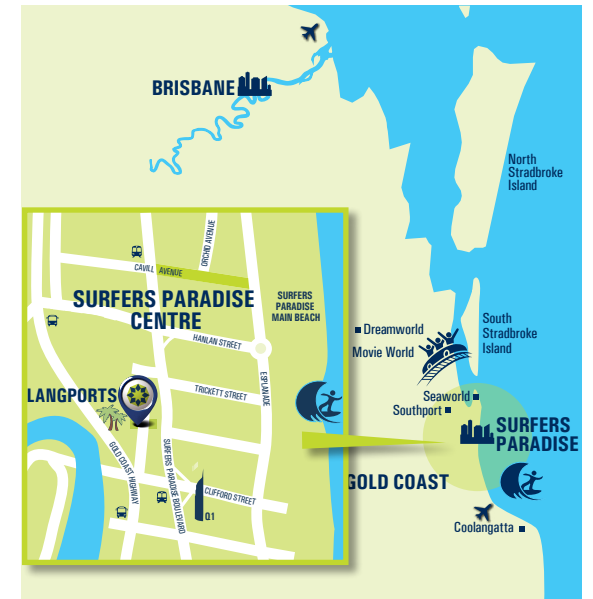 BRISBANE
North
Stradbroke
Island
ORCHID AVENUE
CAVILL AVENUE
SURFERS PARADISE
CENTRE
SURFERS
PARADISE
MAIN BEACH
HANLAN STREET
South
Stradbroke
Island
Dreamworld
Movie World
LANGPORTS
TRICKETT STREET
ESPLANADE
Seaworld
Southport
SURFERS
PARADISE
GOLD COAST HIGHWAY
SURFERS PARADISE BOULEVARD
CLIFFORD STREET
Q1
GOLD COAST
Coolangatta